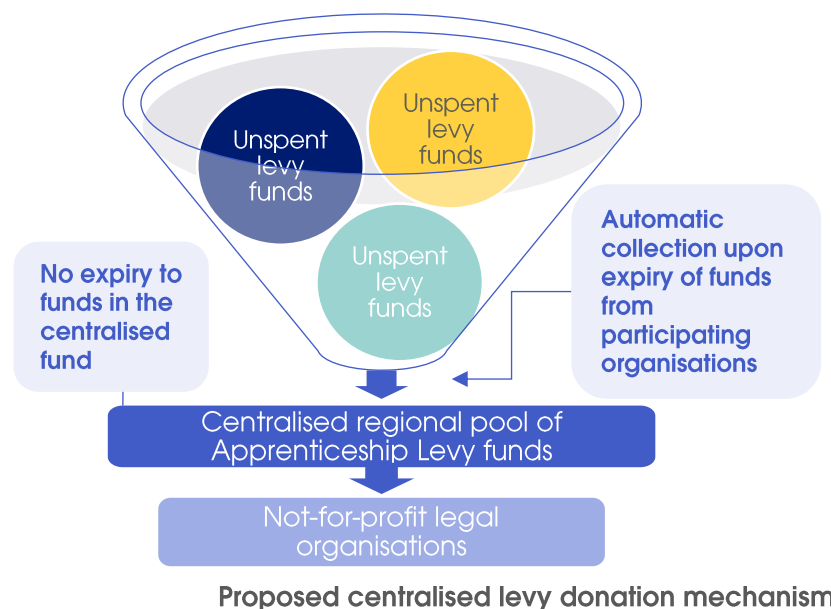 Unspent
levy
funds
Unspent
levy
funds
Unspent
levy
funds
Automatic
collection upon
expiry of funds
from
participating
organisations
No expiry to
funds in the
centralised
fund
Centralised regional pool of
Apprenticeship Levy funds
Not-for-profit legal
organisations
Proposed centralised levy donation mechanism